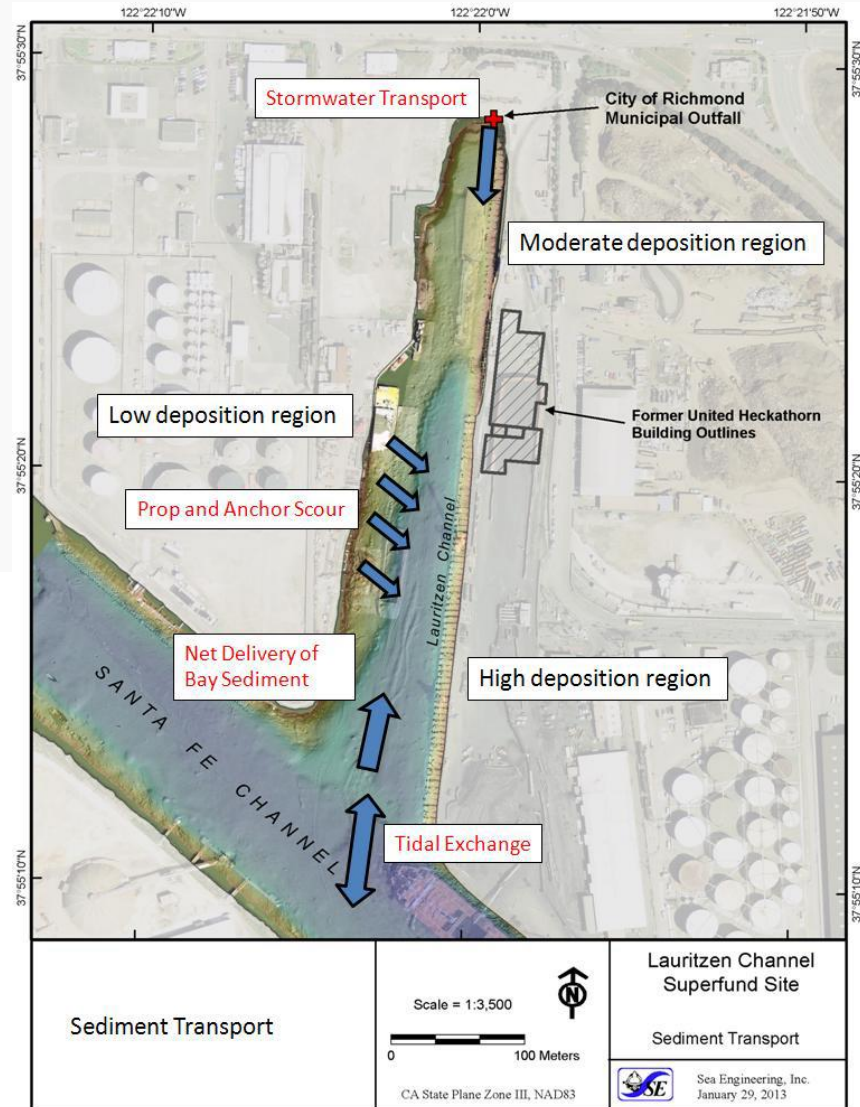 122°22'10"W
122°22'0"W
122°21'50"W
37°55'30"N
37°55'30"N
Stormwater Transport
City of Richmond
Municipal Outfall
Moderate deposition region
Low deposition region
Former United Heckathorn
Building Outlines
37°55'20"N
37°55'20"N
Prop and Anchor Scour
Lauritzen Channel
Net Delivery of
Bay Sediment
High deposition region
SANTA FE CHANNEL
Tidal Exchange
37°55'10"N
37°55'10"N
Sediment Transport
Scale = 1:3,500
N
0 100 Meters
CA State Plane Zone III, NAD83
Lauritzen Channel
Superfund Site
Sediment Transport
SE
Sea Engineering, Inc.
January 29, 2013